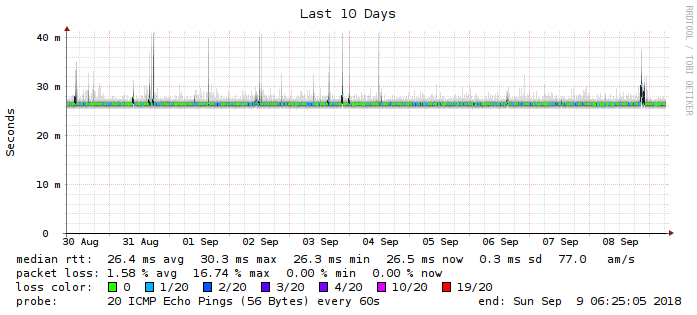 Last 10 Days
RRDTOOL / TOBI OETIKER
Seconds
40 m
30 m
20 m
10 m
0
30 Aug 31 Aug 01 Sep 02 Sep 03 Sep 04 Sep 05 Sep 06 Sep 07 Sep 08 Sep
median rtt: 26.4 ms avg 30.3 ms max 26.3 ms min 26.5 ms now 0.3 ms sd 77.0 am/s
packet loss: 1.58 % avg 16.74 % max 0.00 % min 0.00 % now
loss color: 0 1/20 2/20 3/20 4/20 10/20 19/20
probe: 20 ICMP Echo Pings (56 Bytes) every 60s end: Sun Sep 9 06:25:05 2018